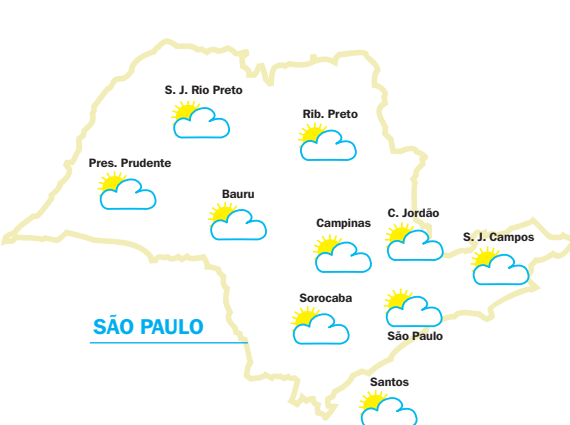 S. J. Rio Preto
Rib. Preto
Pres. Prudente
Bauru
C. Jordão
Campinas
S. J. Campos
Sorocaba
SÃO PAULO
São Paulo
Santos